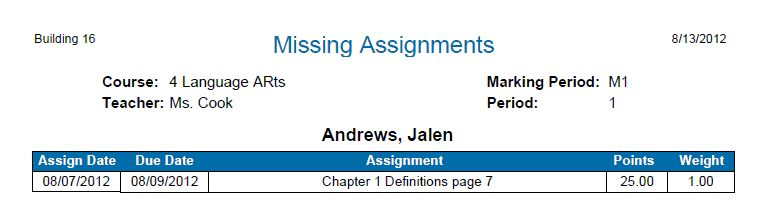 Building 16 Missing Assignments 8/13/2012
Course: 4 Language ARts Marking Period: M1
Teacher: Ms. Cook Period: 1
Andrews, Jalen
Assign Date Due Date Assignment Points Weight
08/07/2012 08/09/2012 Chapter 1 Definitions page 7 25.00 1.00